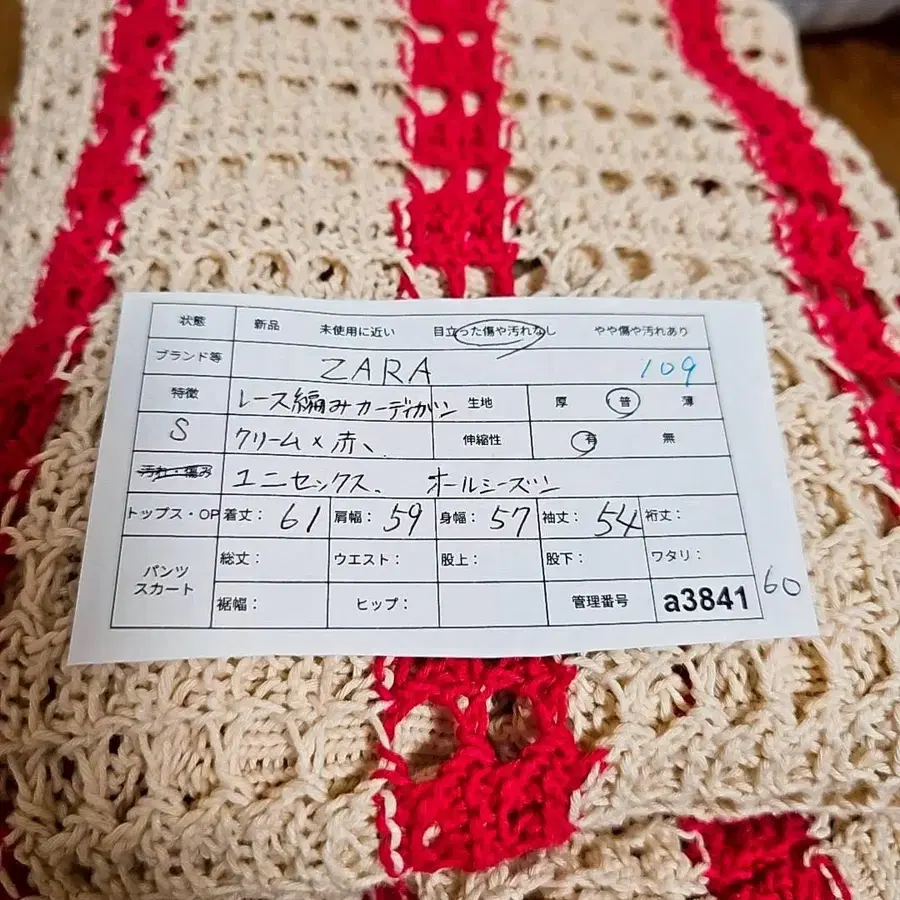 状態 新品 未使用に近い 目立った傷や汚れなし やや傷や汚れあり
ブランド等 ZARA 109
特徴 レース編みカーディガン 生地 厚 普 薄
S クリーム×赤、 伸縮性 有 無
汚れ・傷み ユニセックス、 オールシーズン
トップス・OP 着丈： 61 肩幅： 59 身幅： 57 袖丈： 54 裄丈：
パンツ
スカート
総丈： ウエスト： 股上： 股下： ワタリ：
裾幅： ヒップ： 管理番号 a3841 60